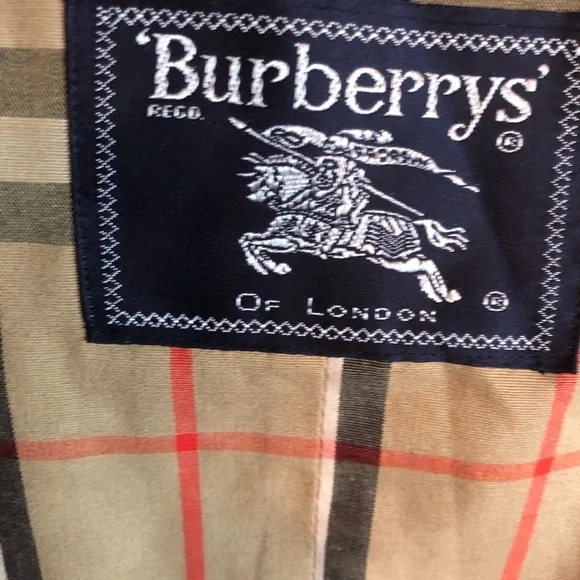 'Burberrys'
REGD. ®
OF LONDON ®